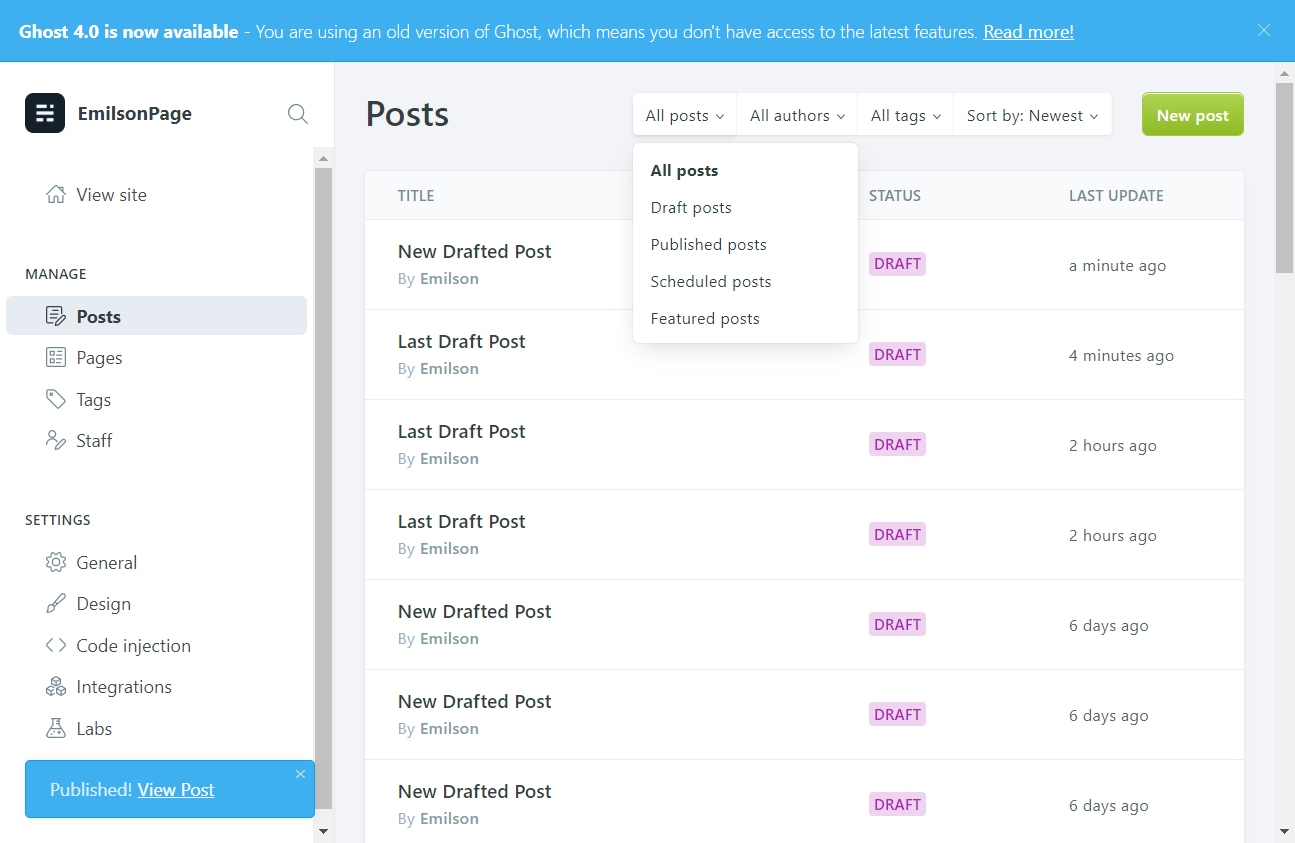 Ghost 4.0 is now available - You are using an old version of Ghost, which means you don't have access to the latest features. Read more!
EmilsonPage
View site
MANAGE
Posts
Pages
Tags
Staff
SETTINGS
General
Design
Code injection
Integrations
Labs
Published! View Post
Posts
All posts
All authors
All tags
Sort by: Newest
New post
All posts
Draft posts
Published posts
Scheduled posts
Featured posts
TITLE STATUS LAST UPDATE
New Drafted Post
By Emilson
DRAFT
a minute ago
Last Draft Post
By Emilson
DRAFT
4 minutes ago
Last Draft Post
By Emilson
DRAFT
2 hours ago
Last Draft Post
By Emilson
DRAFT
2 hours ago
New Drafted Post
By Emilson
DRAFT
6 days ago
New Drafted Post
By Emilson
DRAFT
6 days ago
New Drafted Post
By Emilson
DRAFT
6 days ago